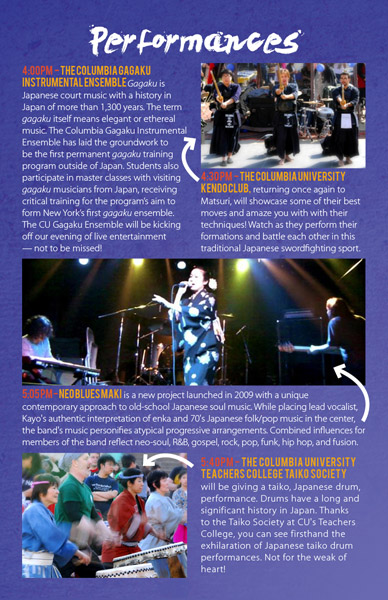 Performances
4:00PM – THE COLUMBIA GAGAKU
INSTRUMENTAL ENSEMBLE Gagaku is
Japanese court music with a history in
Japan of more than 1,300 years. The term
gagaku itself means elegant or ethereal
music. The Columbia Gagaku Instrumental
Ensemble has laid the groundwork to
be the first permanent gagaku training
program outside of Japan. Students also
participate in master classes with visiting
gagaku musicians from Japan, receiving
critical training for the program's aim to
form New York's first gagaku ensemble.
The CU Gagaku Ensemble will be kicking
off our evening of live entertainment
— not to be missed!
4:30PM – THE COLUMBIA UNIVERSITY
KENDO CLUB, returning once again to
Matsuri, will showcase some of their best
moves and amaze you with with their
techniques! Watch as they perform their
formations and battle each other in this
traditional Japanese swordfighting sport.
5:05PM – NEO BLUES MAKI is a new project launched in 2009 with a unique
contemporary approach to old-school Japanese soul music. While placing lead vocalist,
Kayo's authentic interpretation of enka and 70's Japanese folk/pop music in the center,
the band's music personifies atypical progressive arrangements. Combined influences for
members of the band reflect neo-soul, R&B, gospel, rock, pop, funk, hip hop, and fusion.
5:40PM – THE COLUMBIA UNIVERSITY
TEACHERS COLLEGE TAIKO SOCIETY
will be giving a taiko, Japanese drum,
performance. Drums have a long and
significant history in Japan. Thanks
to the Taiko Society at CU's Teachers
College, you can see firsthand the
exhilaration of Japanese taiko drum
performances. Not for the weak of
heart!